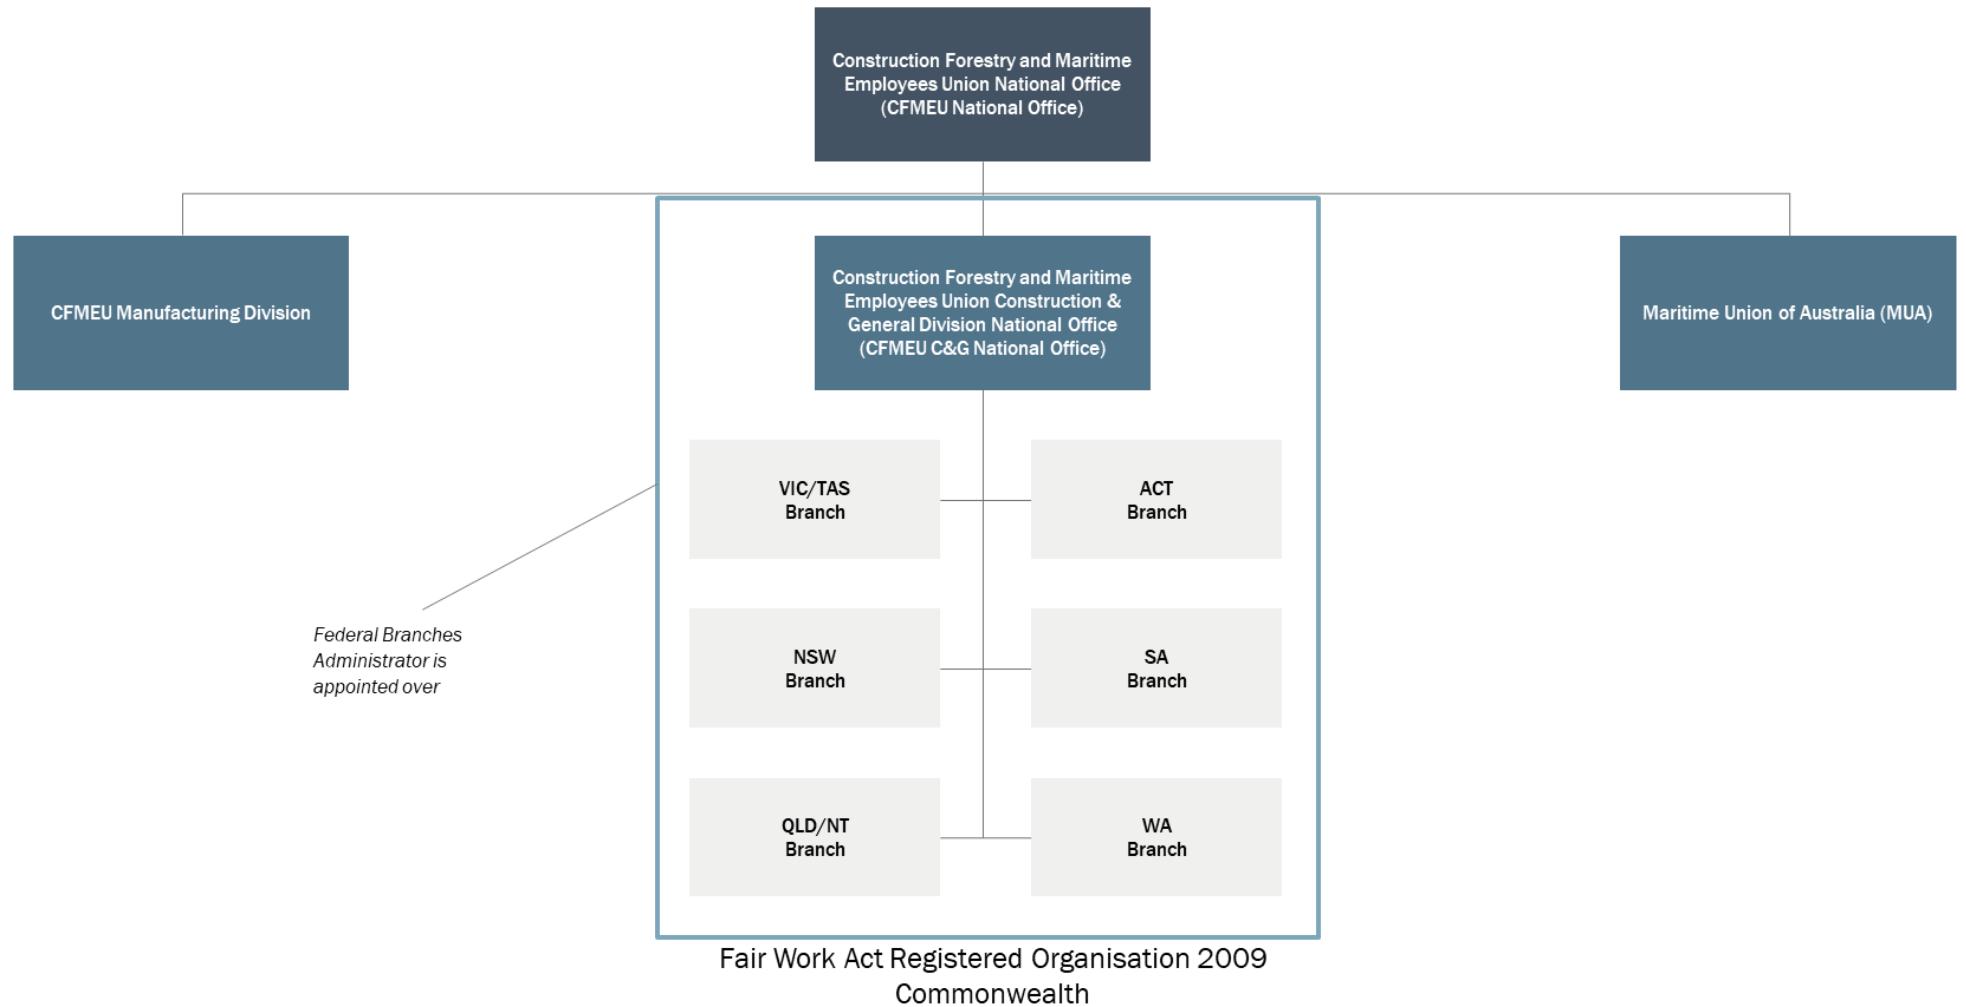 Construction Forestry and Maritime
Employees Union National Office
(CFMEU National Office)
CFMEU Manufacturing Division
Construction Forestry and Maritime
Employees Union Construction &
General Division National Office
(CFMEU C&G National Office)
Maritime Union of Australia (MUA)
VIC/TAS
Branch
ACT
Branch
Federal Branches
Administrator is
appointed over
NSW
Branch
SA
Branch
QLD/NT
Branch
WA
Branch
Fair Work Act Registered Organisation 2009
Commonwealth